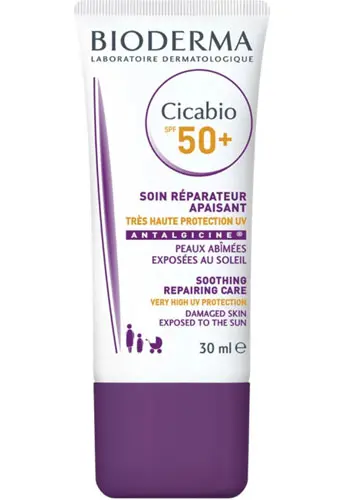 BIODERMA
LABORATOIRE DERMATOLOGIQUE
Cicabio
SPF 50+
SOIN RÉPARATEUR
APAISANT
TRÈS HAUTE PROTECTION UV
ANTALGICINE®
PEAUX ABÎMÉES
EXPOSÉES AU SOLEIL
SOOTHING
REPAIRING CARE
VERY HIGH UV PROTECTION
DAMAGED SKIN
EXPOSED TO THE SUN
30 ml e